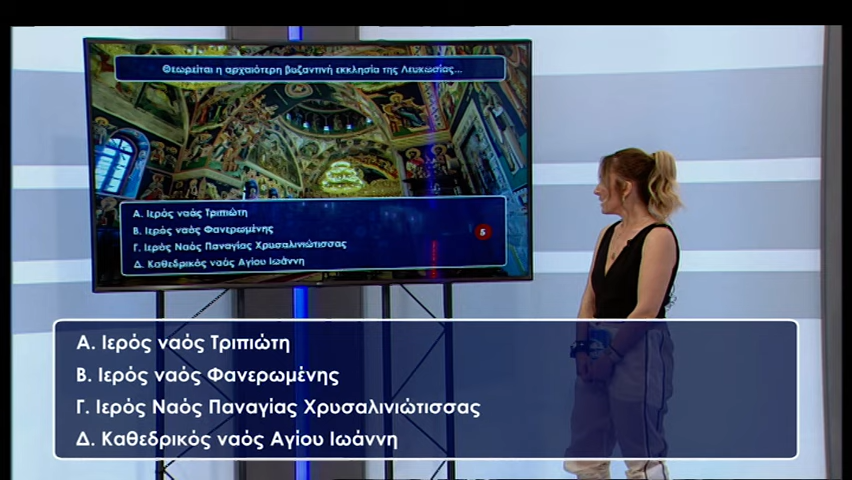 Θεωρείται η αρχαιότερη βυζαντινή εκκλησία της Λευκωσίας...
Α. Ιερός ναός Τριπιώτη
Β. Ιερός ναός Φανερωμένης
Γ. Ιερός Ναός Παναγίας Χρυσαλινιώτισσας
Δ. Καθεδρικός ναός Αγίου Ιωάννη
5
Α. Ιερός ναός Τριπιώτη
Β. Ιερός ναός Φανερωμένης
Γ. Ιερός Ναός Παναγίας Χρυσαλινιώτισσας
Δ. Καθεδρικός ναός Αγίου Ιωάννη